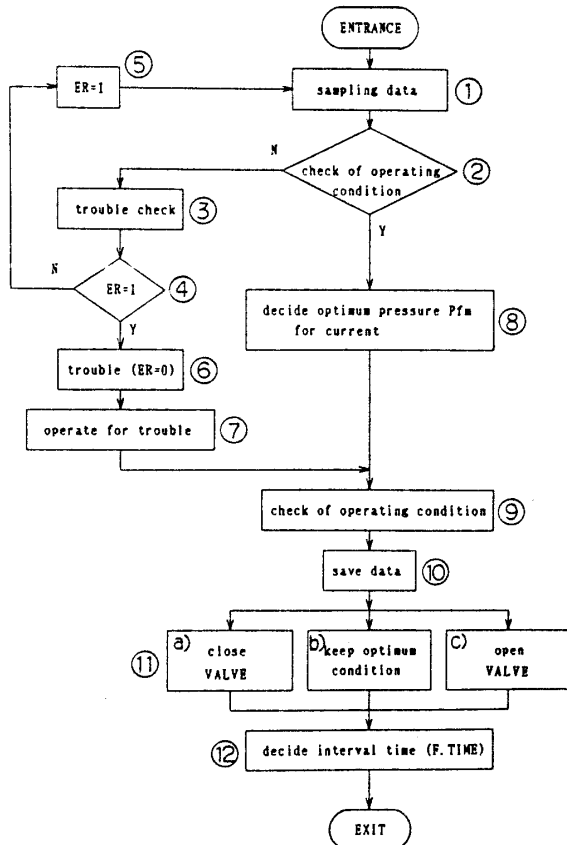 ENTRANCE
⑤
ER=1
sampling data
①
N
check of operating
condition
②
trouble check
③
Y
N
ER=1
④
Y
decide optimum pressure Pfm
for current
⑧
trouble (ER=0)
⑥
operate for trouble
⑦
check of operating condition
⑨
save data
⑩
a)
close
VALVE
b)
keep optimum
condition
c)
open
VALVE
⑪
⑫
decide interval time (F.TIME)
EXIT